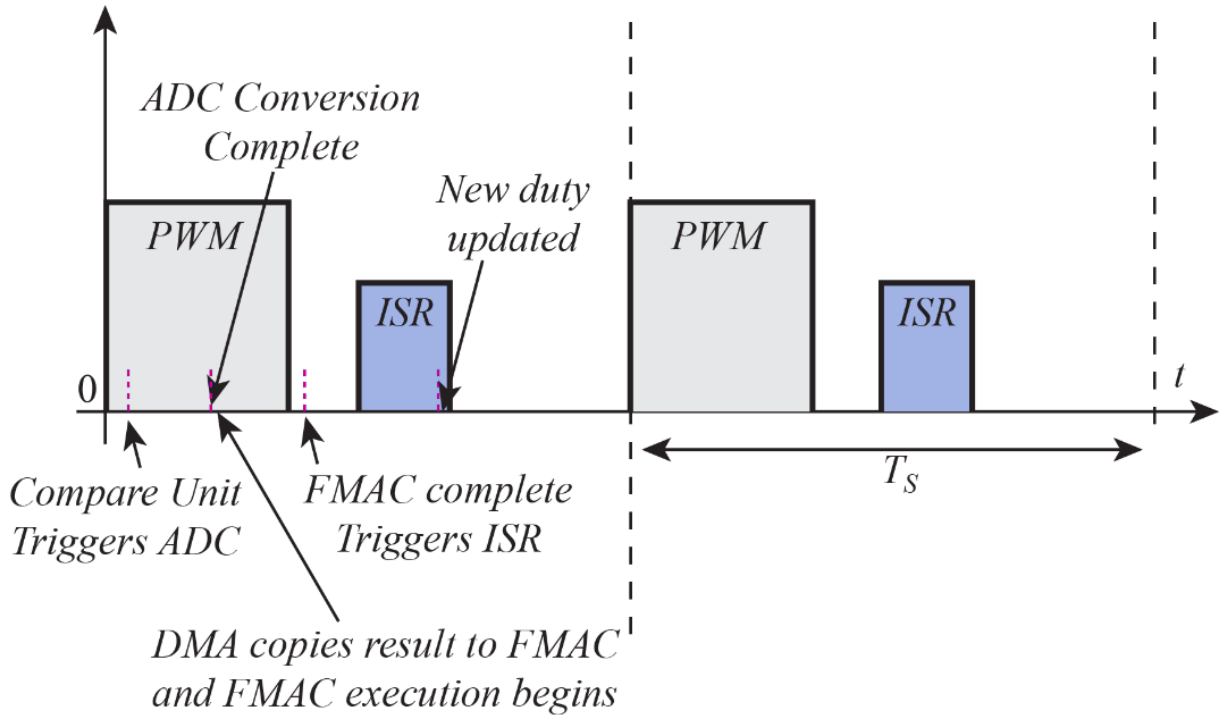 ADC Conversion
Complete
New duty
updated
PWM
PWM
ISR
ISR
0
t
Compare Unit
Triggers ADC
FMAC complete
Triggers ISR
T_S
DMA copies result to FMAC
and FMAC execution begins